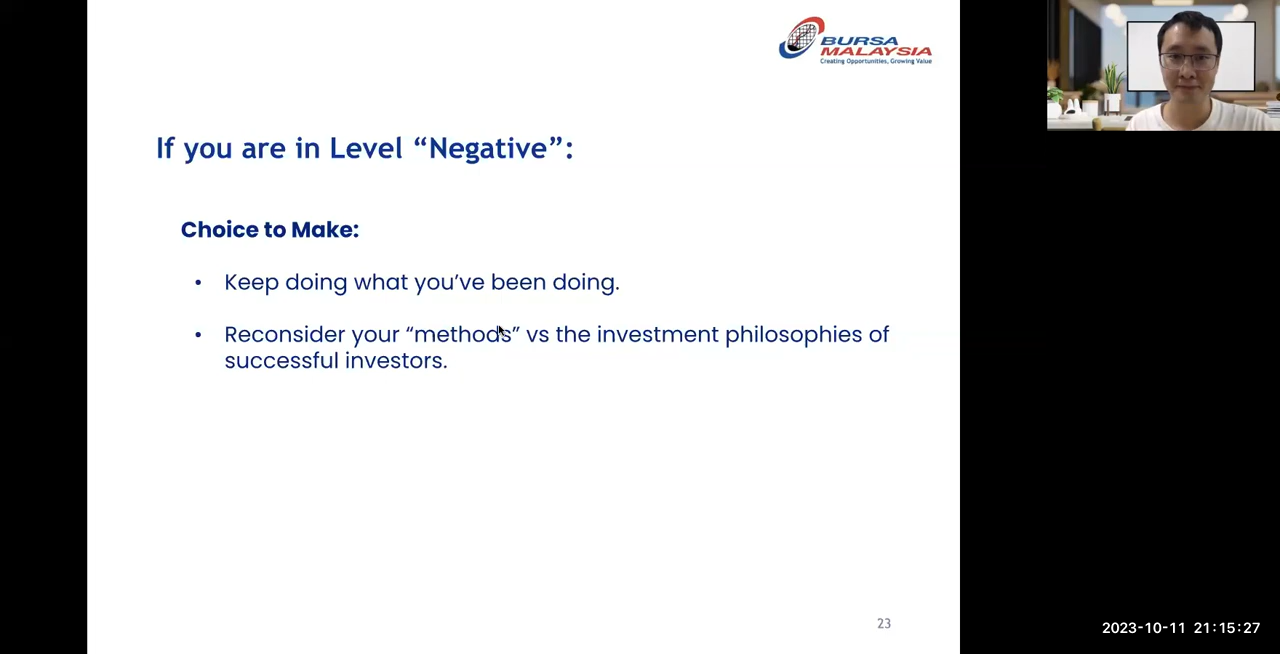 BURSA
MALAYSIA
Creating Opportunities, Growing Value
If you are in Level “Negative”:
Choice to Make:
• Keep doing what you’ve been doing.
• Reconsider your “methods” vs the investment philosophies of
successful investors.
23
2023-10-11 21:15:27